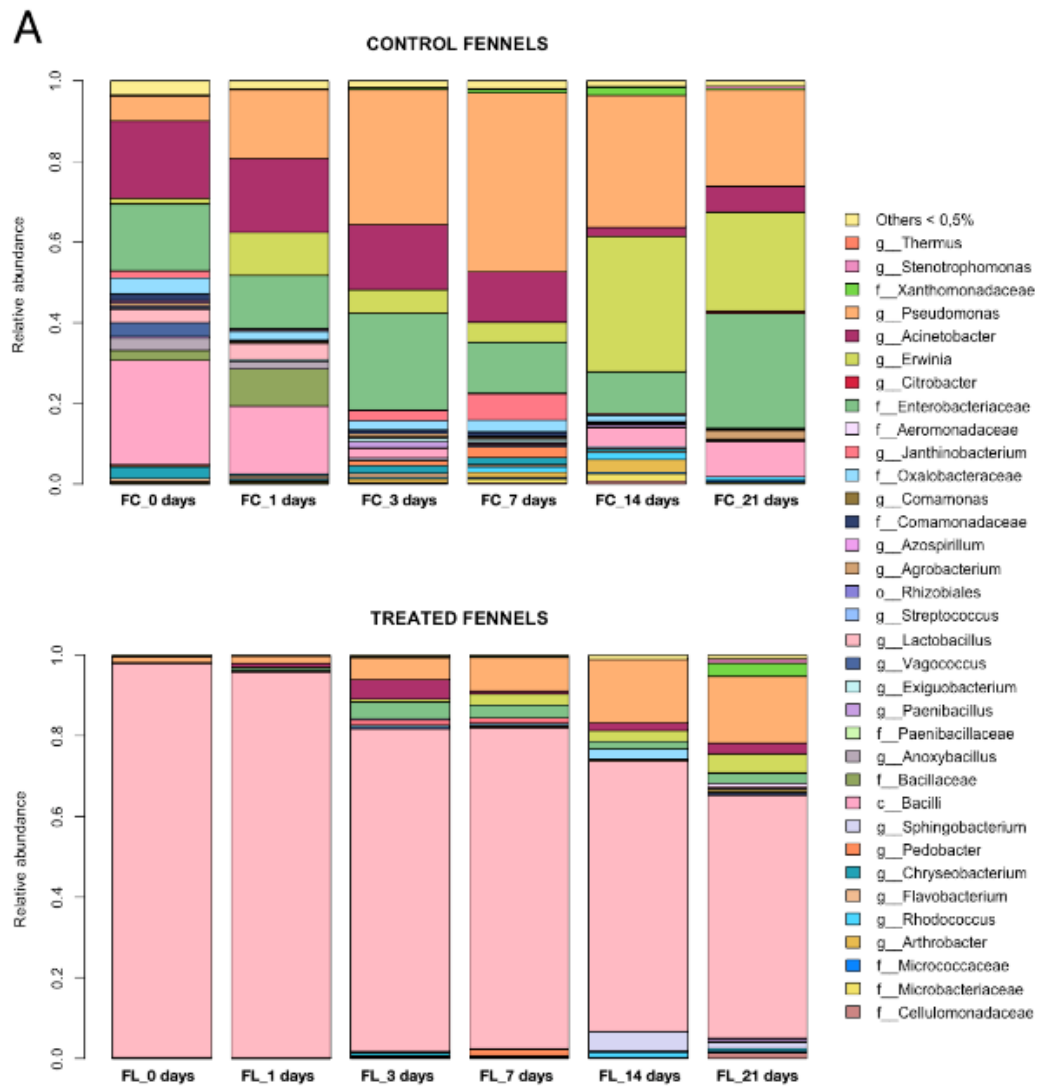 A
CONTROL FENNELS
Relative abundance
1.0
0.8
0.6
0.4
0.2
0.0
FC_0 days FC_1 days FC_3 days FC_7 days FC_14 days FC_21 days
TREATED FENNELS
Relative abundance
1.0
0.8
0.6
0.4
0.2
0.0
FL_0 days FL_1 days FL_3 days FL_7 days FL_14 days FL_21 days
Others < 0,5%
g__Thermus
g__Stenotrophomonas
f__Xanthomonadaceae
g__Pseudomonas
g__Acinetobacter
g__Erwinia
g__Citrobacter
f__Enterobacteriaceae
f__Aeromonadaceae
g__Janthinobacterium
f__Oxalobacteraceae
g__Comamonas
f__Comamonadaceae
g__Azospirillum
g__Agrobacterium
o__Rhizobiales
g__Streptococcus
g__Lactobacillus
g__Vagococcus
g__Exiguobacterium
g__Paenibacillus
f__Paenibacillaceae
g__Anoxybacillus
f__Bacillaceae
c__Bacilli
g__Sphingobacterium
g__Pedobacter
g__Chryseobacterium
g__Flavobacterium
g__Rhodococcus
g__Arthrobacter
f__Micrococcaceae
f__Microbacteriaceae
f__Cellulomonadaceae